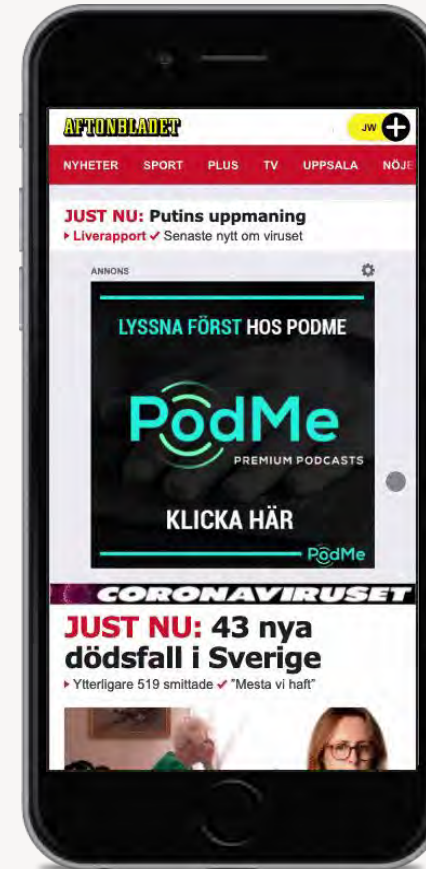 AFTONBLADET
JW
NYHETER SPORT PLUS TV UPPSALA NÖJE
JUST NU: Putins uppmaning
Liverapport ✓ Senaste nytt om viruset
ANNONS
LYSSNA FÖRST HOS PODME
PodMe
PREMIUM PODCASTS
KLICKA HÄR
PodMe
CORONAVIRUSET
JUST NU: 43 nya
dödsfall i Sverige
Ytterligare 519 smittade ✓ "Mesta vi haft"